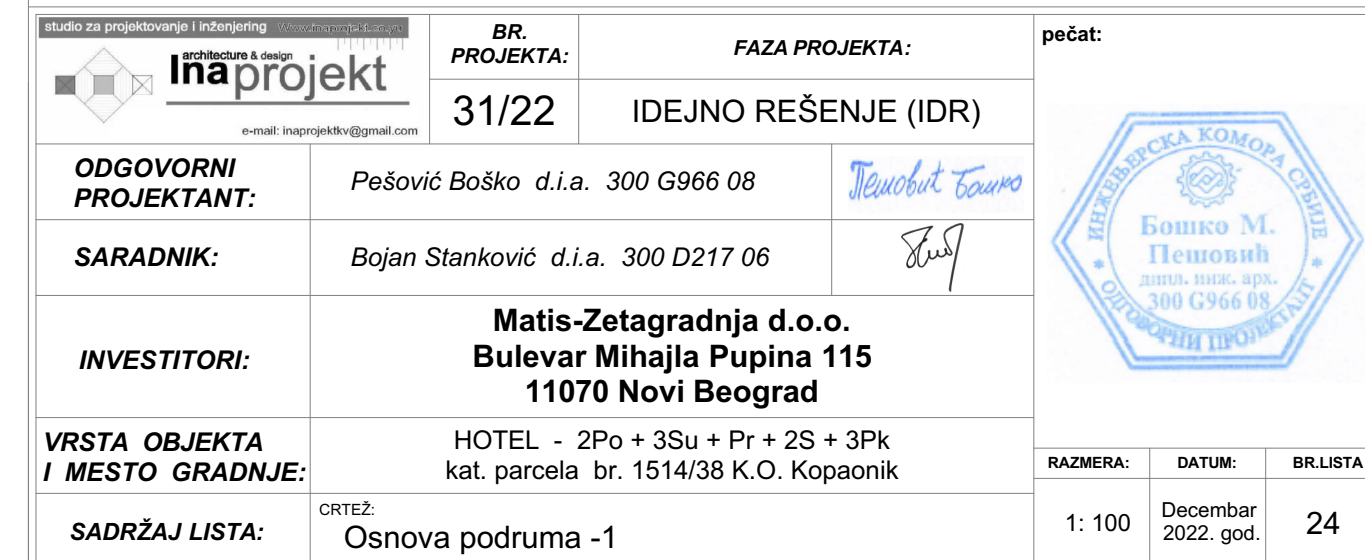 studio za projektovanje i inženjering Www.inaprojekt.co.yu
architecture & design
Inaprojekt
e-mail: inaprojektkv@gmail.com
BR.
PROJEKTA:
FAZA PROJEKTA:
31/22
IDEJNO REŠENJE (IDR)
pečat:
ODGOVORNI
PROJEKTANT:
Pešović Boško d.i.a. 300 G966 08
Пешовић Бошко
ИНЖЕЊЕРСКА КОМОРА СРБИЈЕ
Бошко М.
Пешовић
дипл. инж. арх.
300 G966 08
ОДГОВОРНИ ПРОЈЕКТАНТ
SARADNIK:
Bojan Stanković d.i.a. 300 D217 06
INVESTITORI:
Matis-Zetagradnja d.o.o.
Bulevar Mihajla Pupina 115
11070 Novi Beograd
VRSTA OBJEKTA
I MESTO GRADNJE:
HOTEL - 2Po + 3Su + Pr + 2S + 3Pk
kat. parcela br. 1514/38 K.O. Kopaonik
RAZMERA:
DATUM:
BR.LISTA
1: 100
Decembar
2022. god.
24
SADRŽAJ LISTA:
CRTEŽ:
Osnova podruma -1